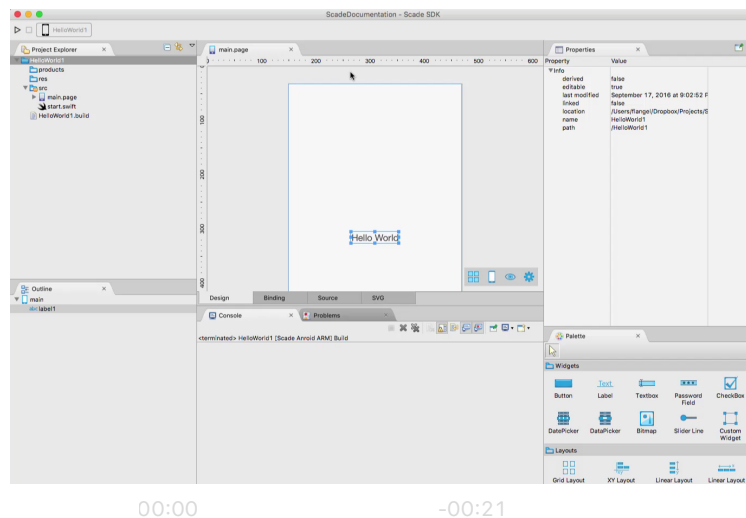 ScadeDocumentation - Scade SDK
HelloWorld1
Project Explorer
HelloWorld1
products
res
src
main.page
start.swift
HelloWorld1.build
Outline
main
label1
main.page
100 200 300 400 500 600
100
200
300
400
Hello World
Design Binding Source SVG
Console Problems
<terminated> HelloWorld1 [Scade Anroid ARM] Build
Properties
Property Value
Info
derived false
editable true
last modified September 17, 2016 at 9:02:52 P
linked false
location /Users/flangel/Dropbox/Projects/S
name HelloWorld1
path /HelloWorld1
Palette
Widgets
Text
Button Label Textbox Password Field CheckBox
DatePicker DataPicker Bitmap Slider Line Custom Widget
Layouts
Grid Layout XY Layout Linear Layout Linear Layout
00:00 -00:21